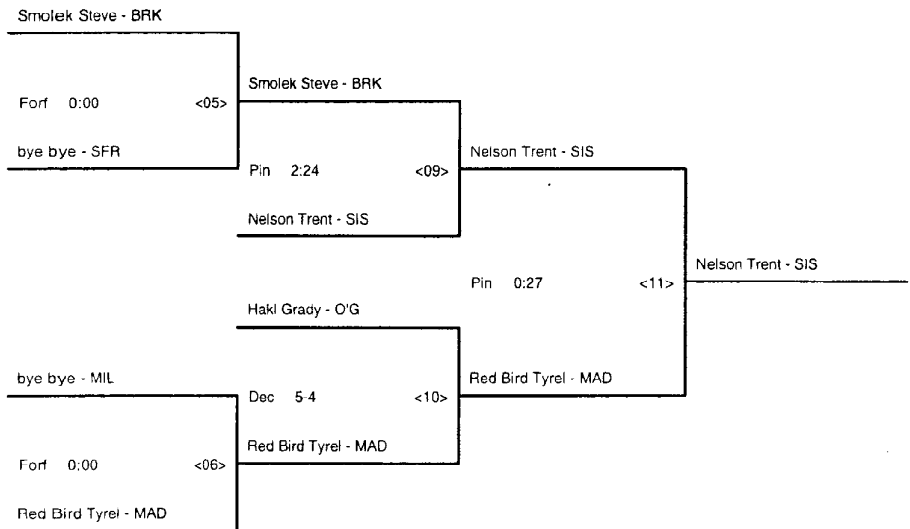 Smolek Steve - BRK
Forf 0:00 <05>
bye bye - SFR
Smolek Steve - BRK
Pin 2:24 <09>
Nelson Trent - SIS
Nelson Trent - SIS
Pin 0:27 <11>
Nelson Trent - SIS
Hakl Grady - O'G
Dec 5-4 <10>
Red Bird Tyrel - MAD
Red Bird Tyrel - MAD
bye bye - MIL
Forf 0:00 <06>
Red Bird Tyrel - MAD